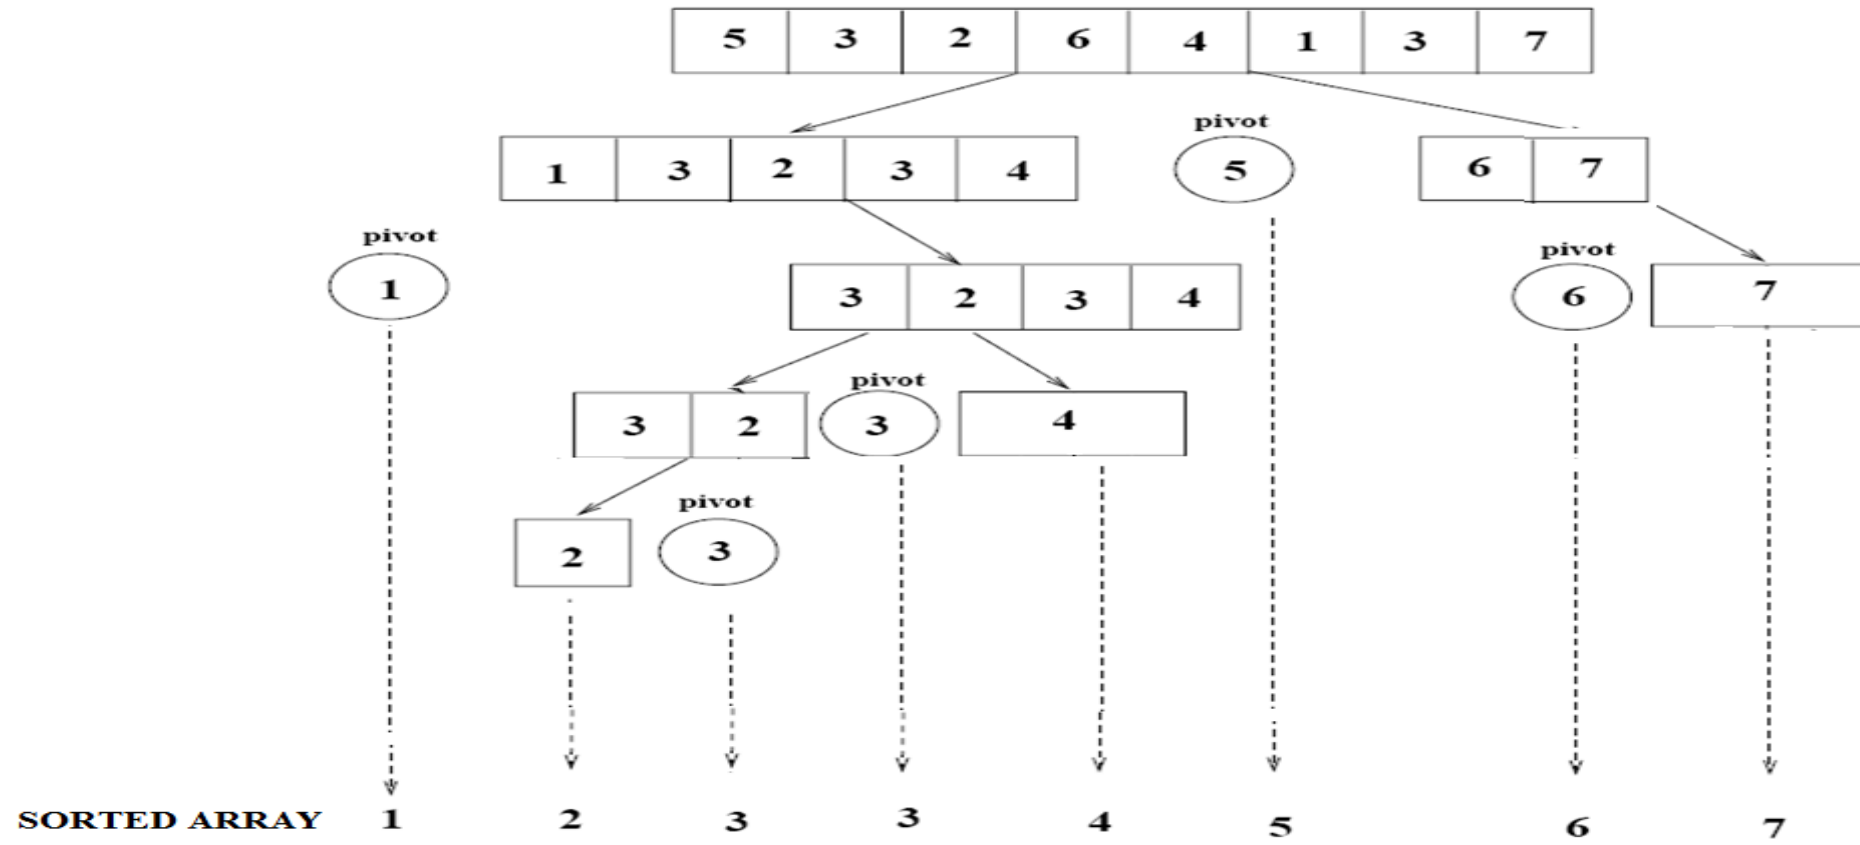 5 3 2 6 4 1 3 7
pivot
1 3 2 3 4 5 6 7
pivot pivot
1 3 2 3 4 6 7
pivot
3 2 3 4
pivot
2 3
SORTED ARRAY 1 2 3 3 4 5 6 7